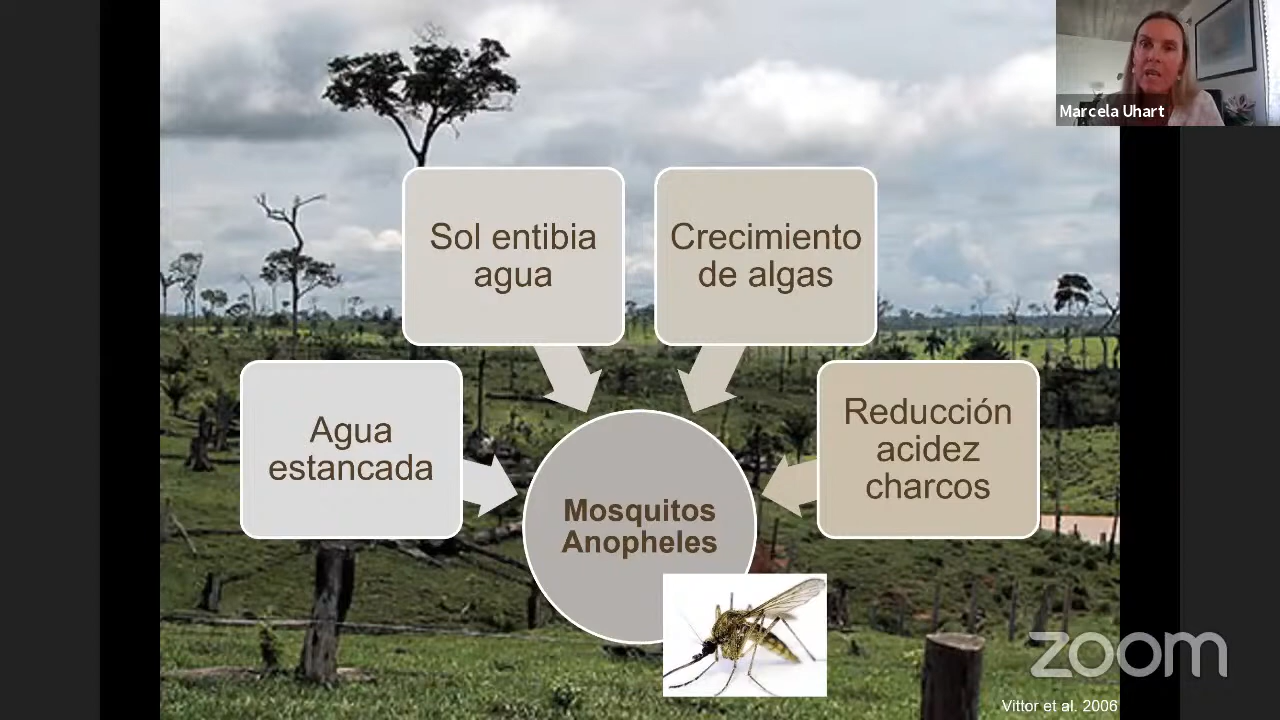 Marcela Uhart
Sol entibia
agua
Crecimiento
de algas
Agua
estancada
Reducción
acidez
charcos
Mosquitos
Anopheles
zoom
Vittor et al. 2006